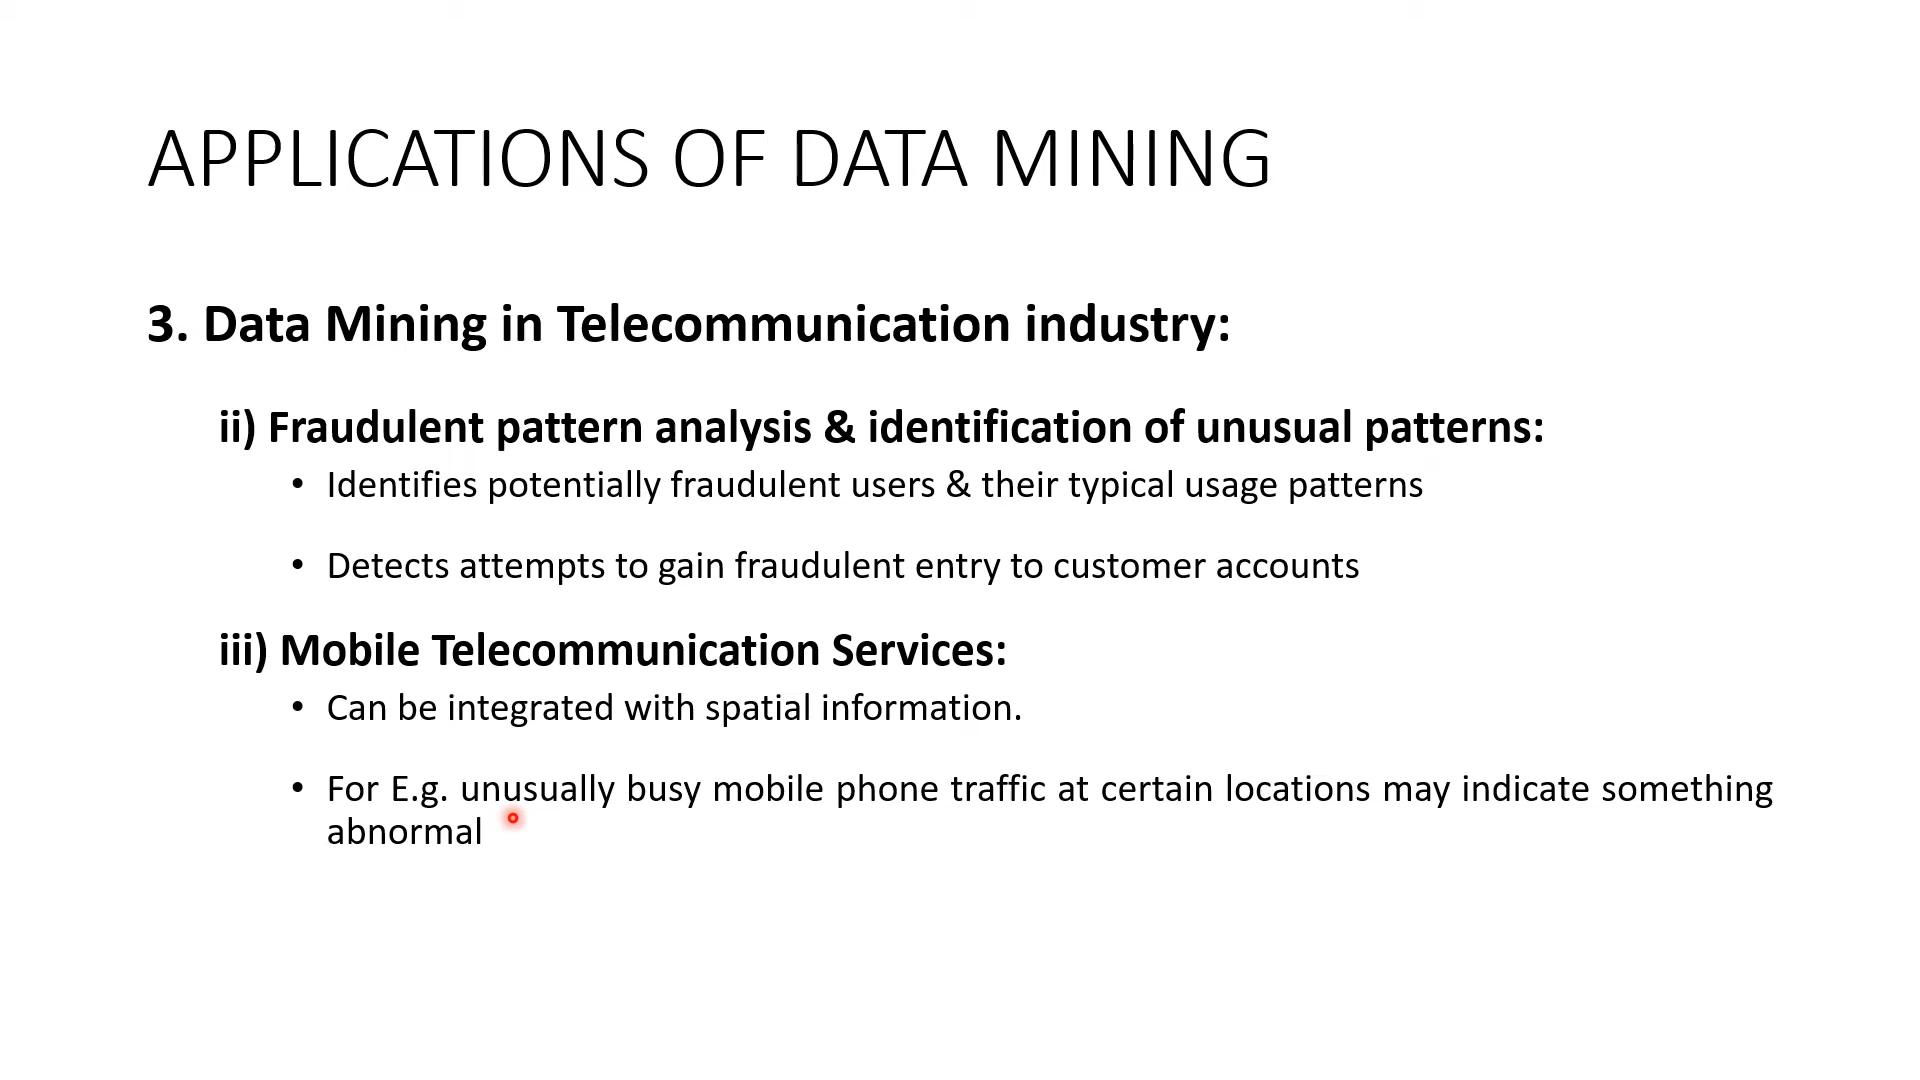 APPLICATIONS OF DATA MINING
3. Data Mining in Telecommunication industry:
ii) Fraudulent pattern analysis & identification of unusual patterns:
• Identifies potentially fraudulent users & their typical usage patterns
• Detects attempts to gain fraudulent entry to customer accounts
iii) Mobile Telecommunication Services:
• Can be integrated with spatial information.
• For E.g. unusually busy mobile phone traffic at certain locations may indicate something
abnormal